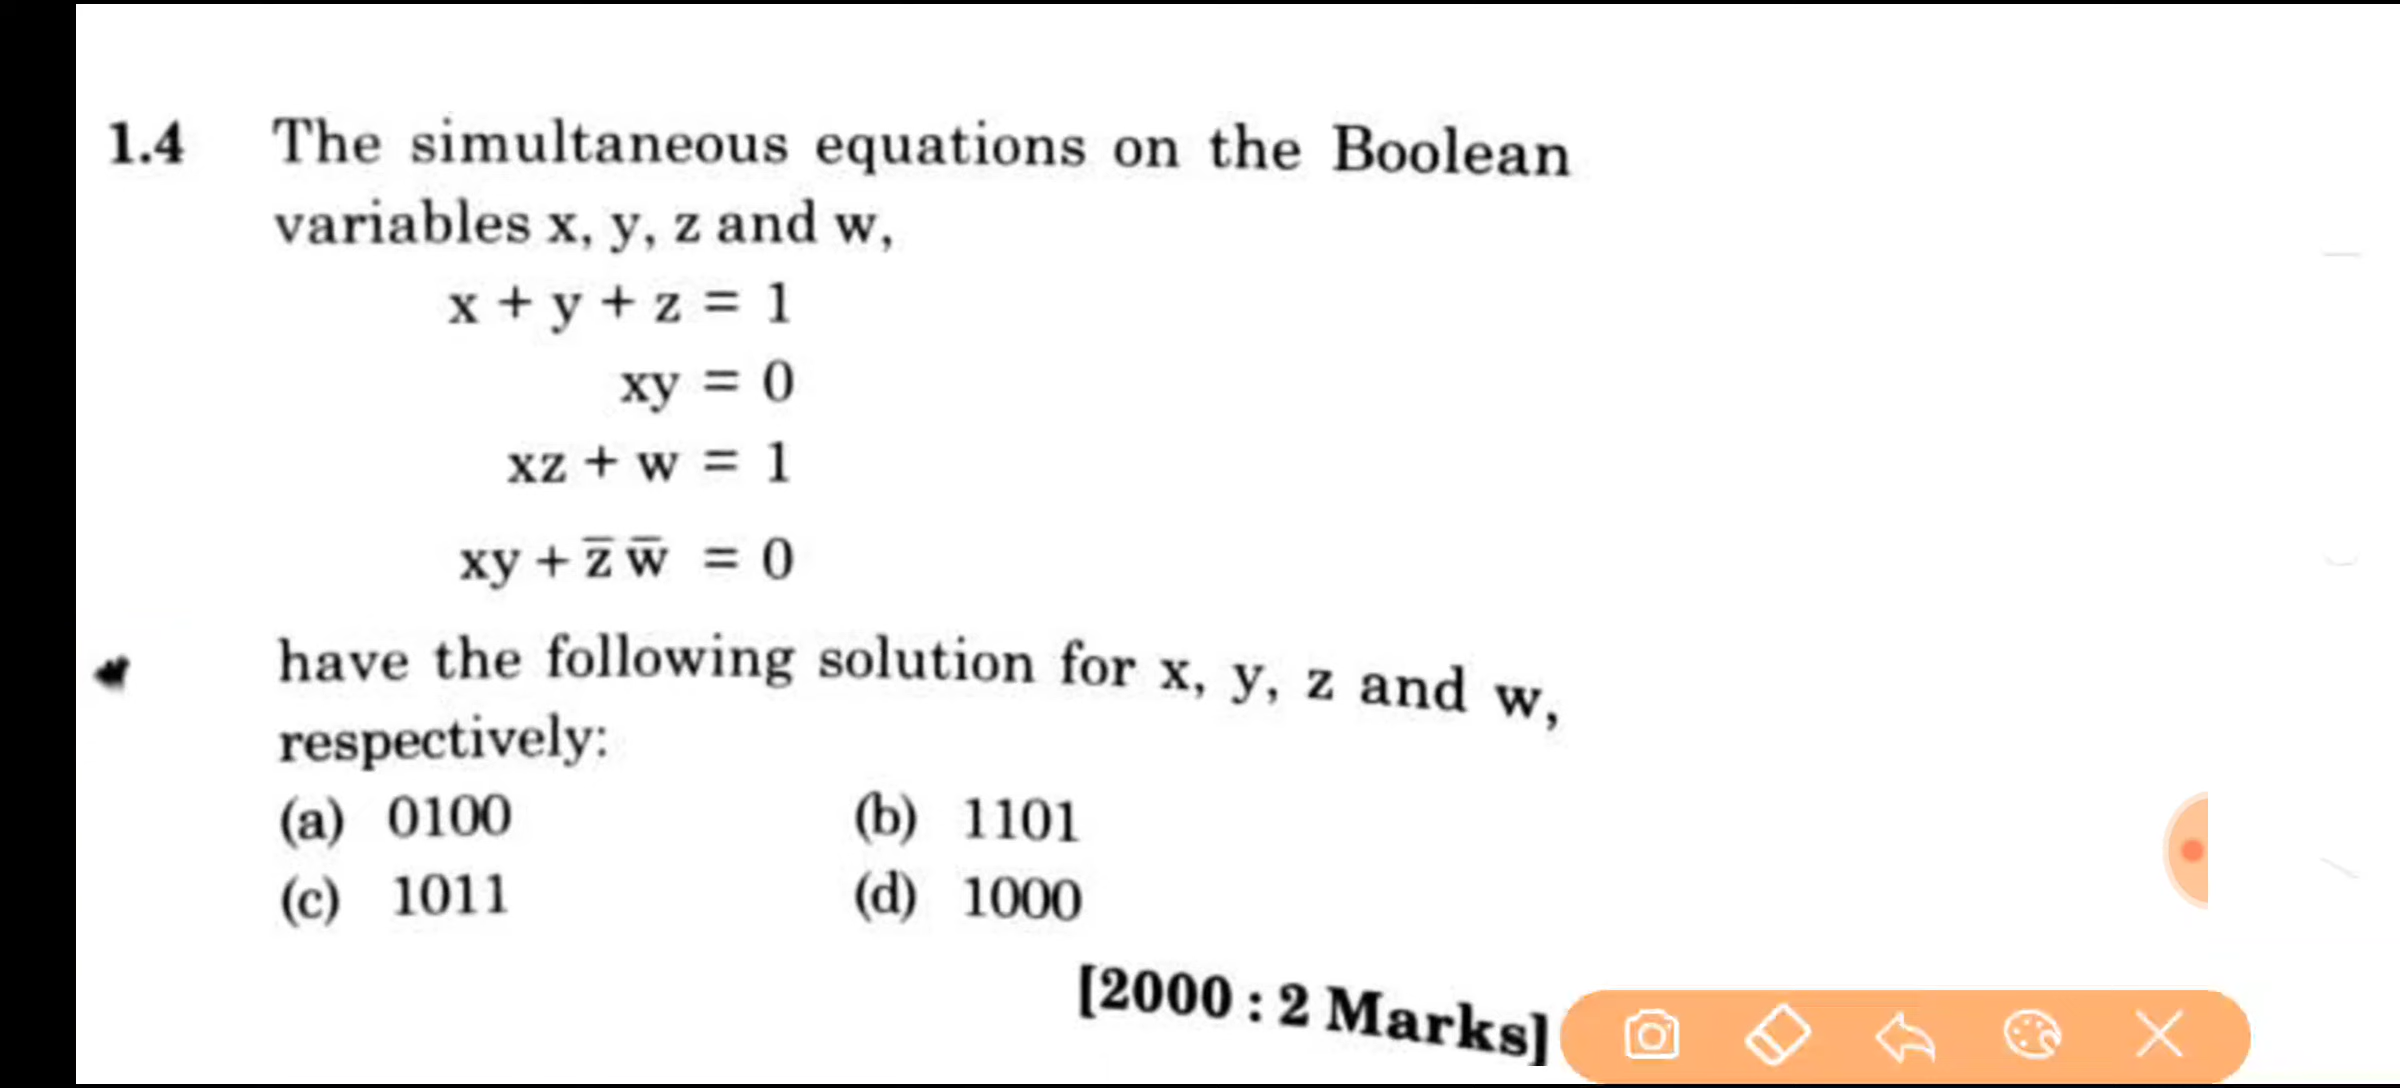 1.4 The simultaneous equations on the Boolean
variables x, y, z and w,
x + y + z = 1
xy = 0
xz + w = 1
xy + z̅ w̅ = 0
have the following solution for x, y, z and w,
respectively:
(a) 0100 (b) 1101
(c) 1011 (d) 1000
[2000 : 2 Marks]